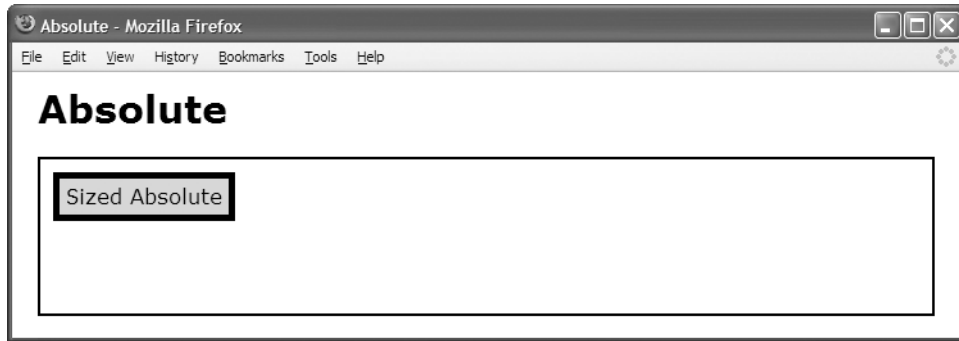 Absolute - Mozilla Firefox
File Edit View History Bookmarks Tools Help
Absolute
Sized Absolute